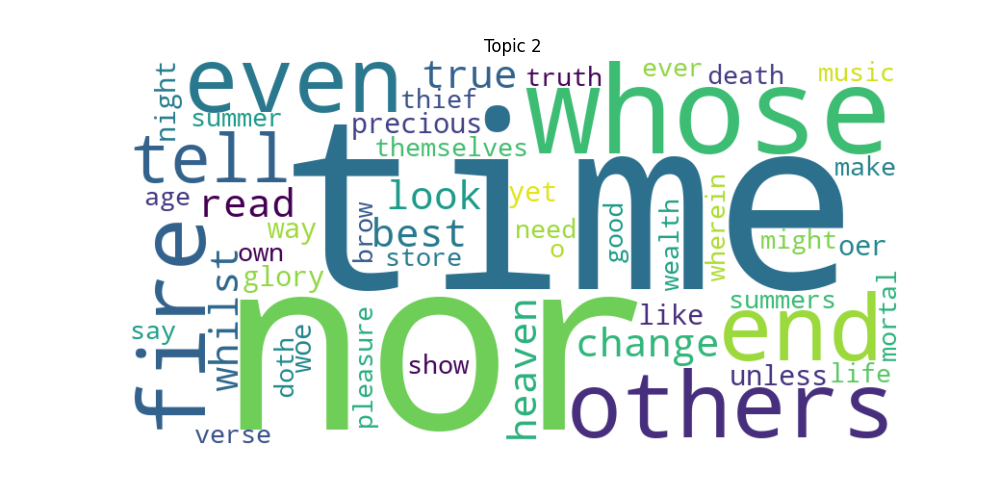 Topic 2
even
true
truth
ever
death
music
night
summer
thief
precious
whose
themselves
tell
time
make
age
read
look
yet
brow
best
store
way
own
need
o
good
wealth
wherein
might
oer
fire
whilst
glory
say
nor
doth
woe
pleasure
show
heaven
like
change
summers
end
mortal
unless
life
others
verse